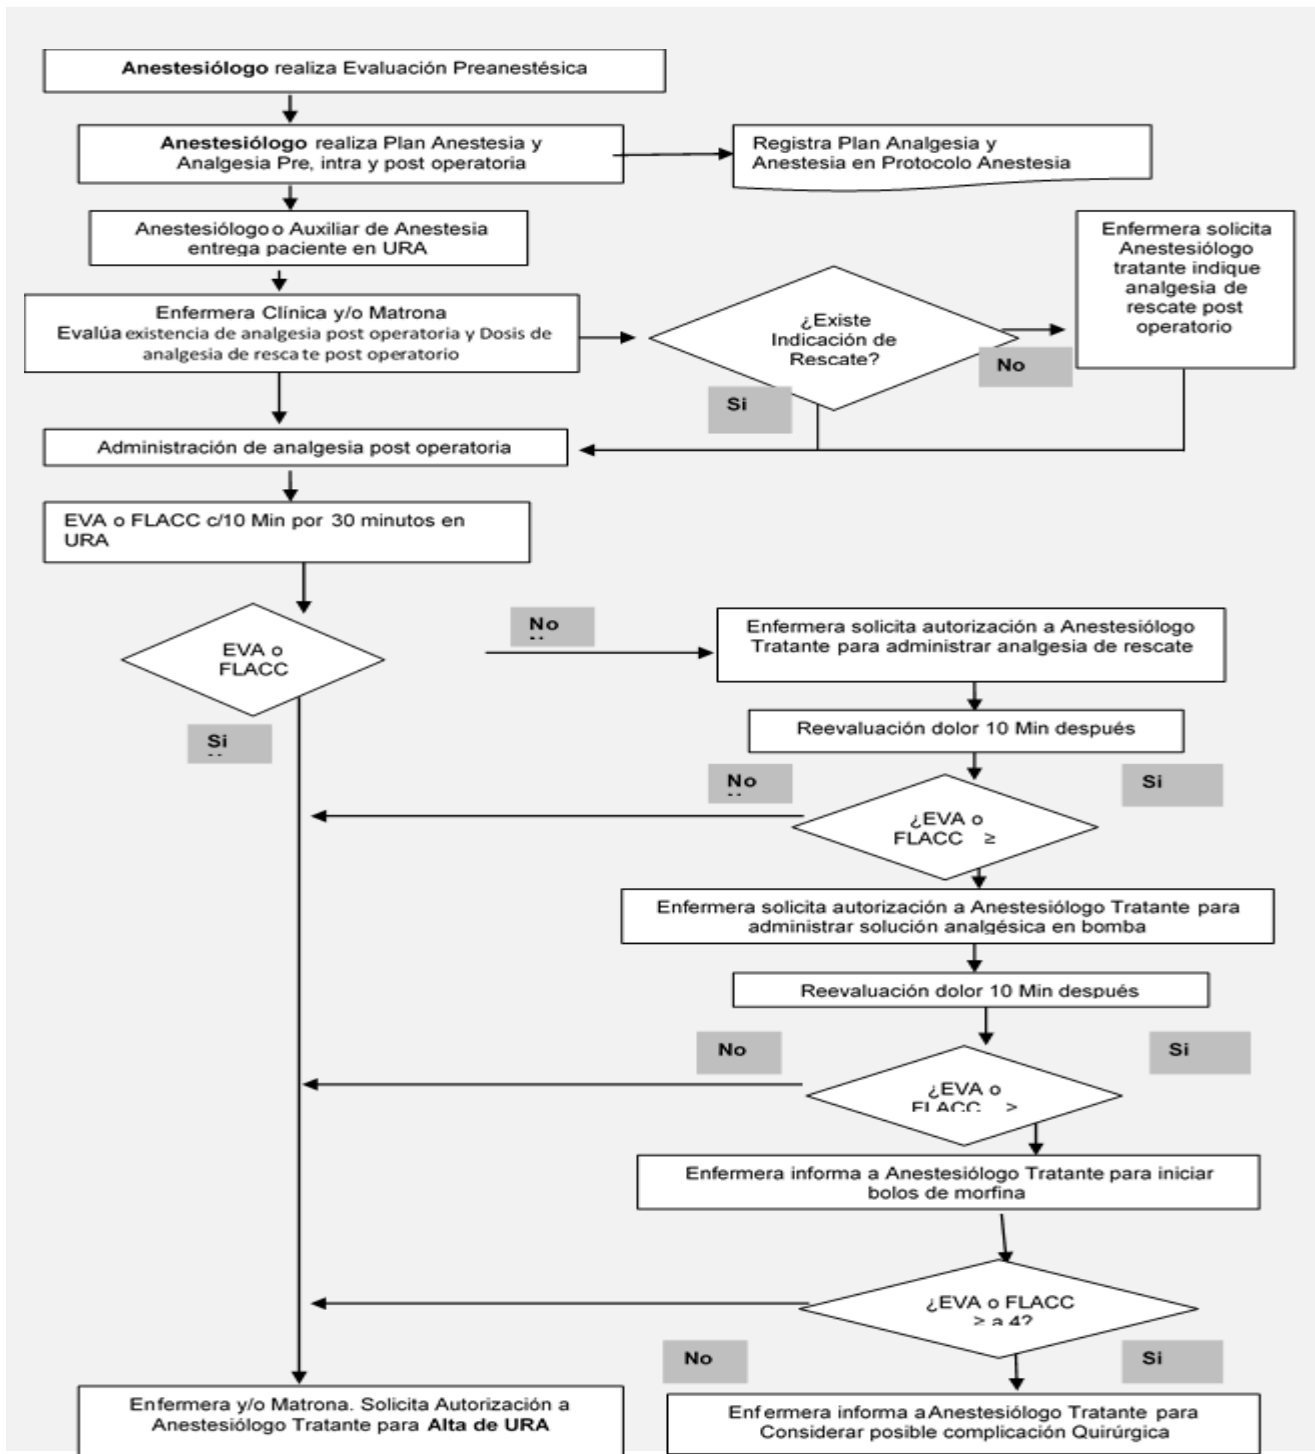 Anestesiólogo realiza Evaluación Preanestésica
Anestesiólogo realiza Plan Anestesia y
Analgesia Pre, intra y post operatoria
Registra Plan Analgesia y
Anestesia en Protocolo Anestesia
Anestesiólogo o Auxiliar de Anestesia
entrega paciente en URA
Enfermera solicita
Anestesiólogo
tratante indique
analgesia de
rescate post
operatorio
Enfermera Clínica y/o Matrona
Evalúa existencia de analgesia post operatoria y Dosis de
analgesia de rescate post operatorio
¿Existe
Indicación de
Rescate?
No
Si
Administración de analgesia post operatoria
EVA o FLACC c/10 Min por 30 minutos en
URA
EVA o
FLACC
No
Enfermera solicita autorización a Anestesiólogo
Tratante para administrar analgesia de rescate
Si
Reevaluación dolor 10 Min después
No
Si
¿EVA o
FLACC ≥
Enfermera solicita autorización a Anestesiólogo Tratante para
administrar solución analgésica en bomba
Reevaluación dolor 10 Min después
No
Si
¿EVA o
FLACC >
Enfermera informa a Anestesiólogo Tratante para iniciar
bolos de morfina
¿EVA o FLACC
≥ a 4?
No
Si
Enfermera y/o Matrona. Solicita Autorización a
Anestesiólogo Tratante para Alta de URA
Enfermera informa a Anestesiólogo Tratante para
Considerar posible complicación Quirúrgica